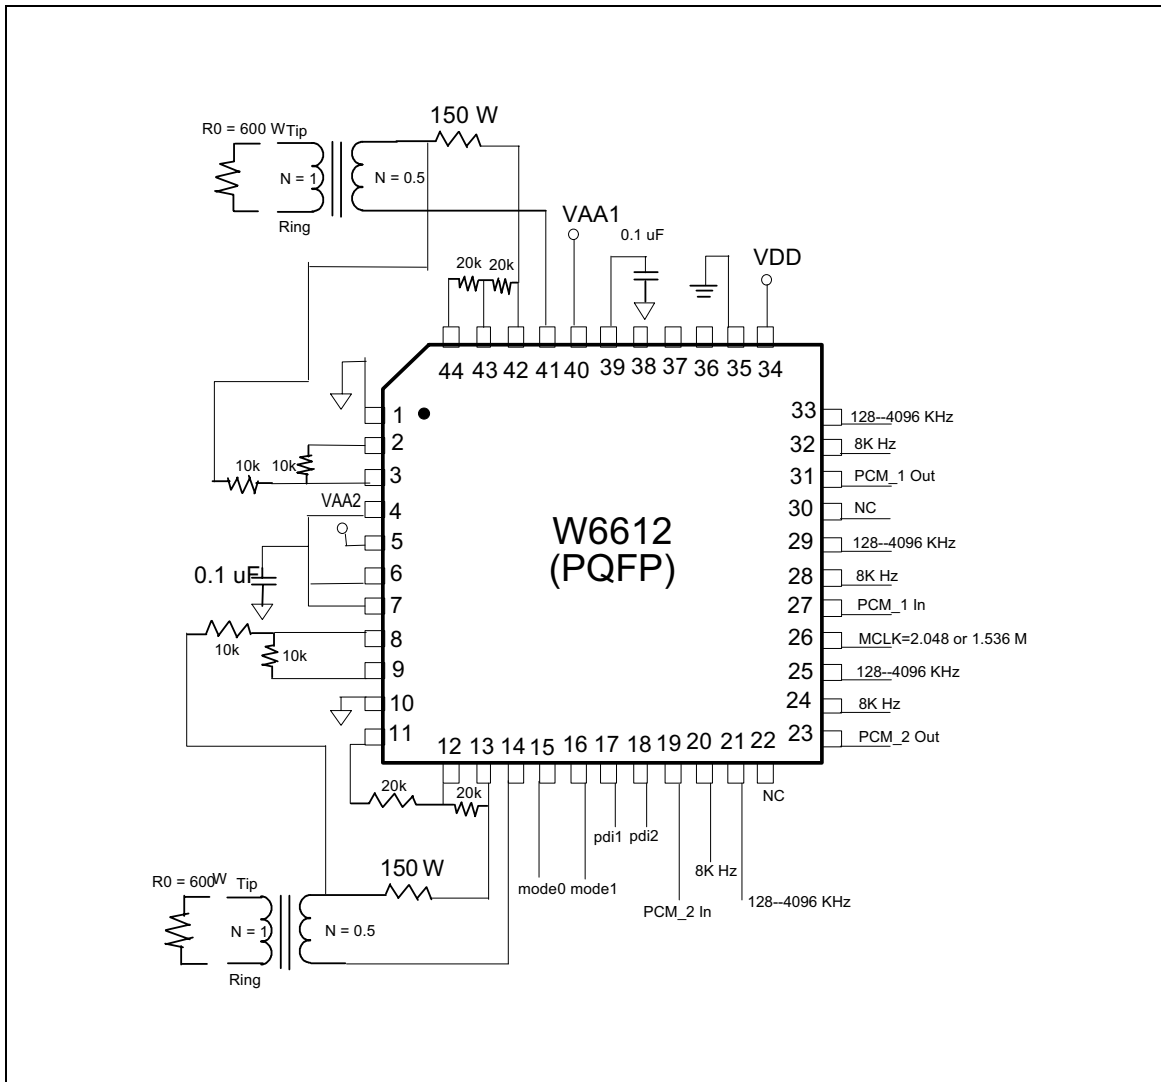 150 W
R0 = 600 W Tip
N = 1
N = 0.5
Ring
VAA1
0.1 uF
VDD
20k 20k
44 43 42 41 40 39 38 37 36 35 34
1
2
3
4
5
6
7
8
9
10
11
10k
10k
VAA2
0.1 uF
10k
10k
W6612
(PQFP)
33 128--4096 KHz
32 8K Hz
31 PCM_1 Out
30 NC
29 128--4096 KHz
28 8K Hz
27 PCM_1 In
26 MCLK=2.048 or 1.536 M
25 128--4096 KHz
24 8K Hz
23 PCM_2 Out
12 13 14 15 16 17 18 19 20 21 22
20k
20k
NC
pdi1 pdi2
mode0 mode1
8K Hz
PCM_2 In
128--4096 KHz
150 W
R0 = 600 W Tip
N = 1
N = 0.5
Ring